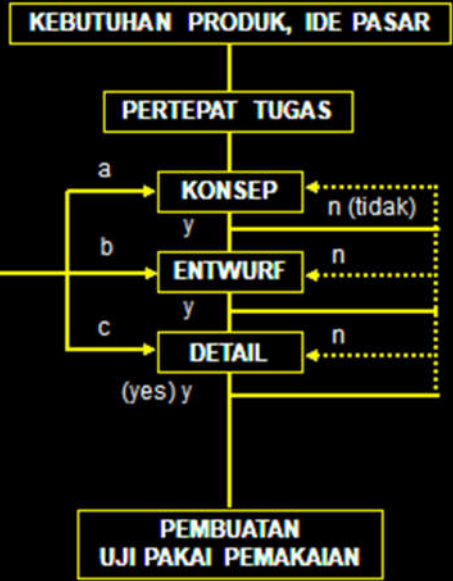 KEBUTUHAN PRODUK, IDE PASAR
PERTEPAT TUGAS
a
KONSEP
n (tidak)
y
b
ENTWURF
n
y
c
DETAIL
n
(yes) y
PEMBUATAN
UJI PAKAI PEMAKAIAN